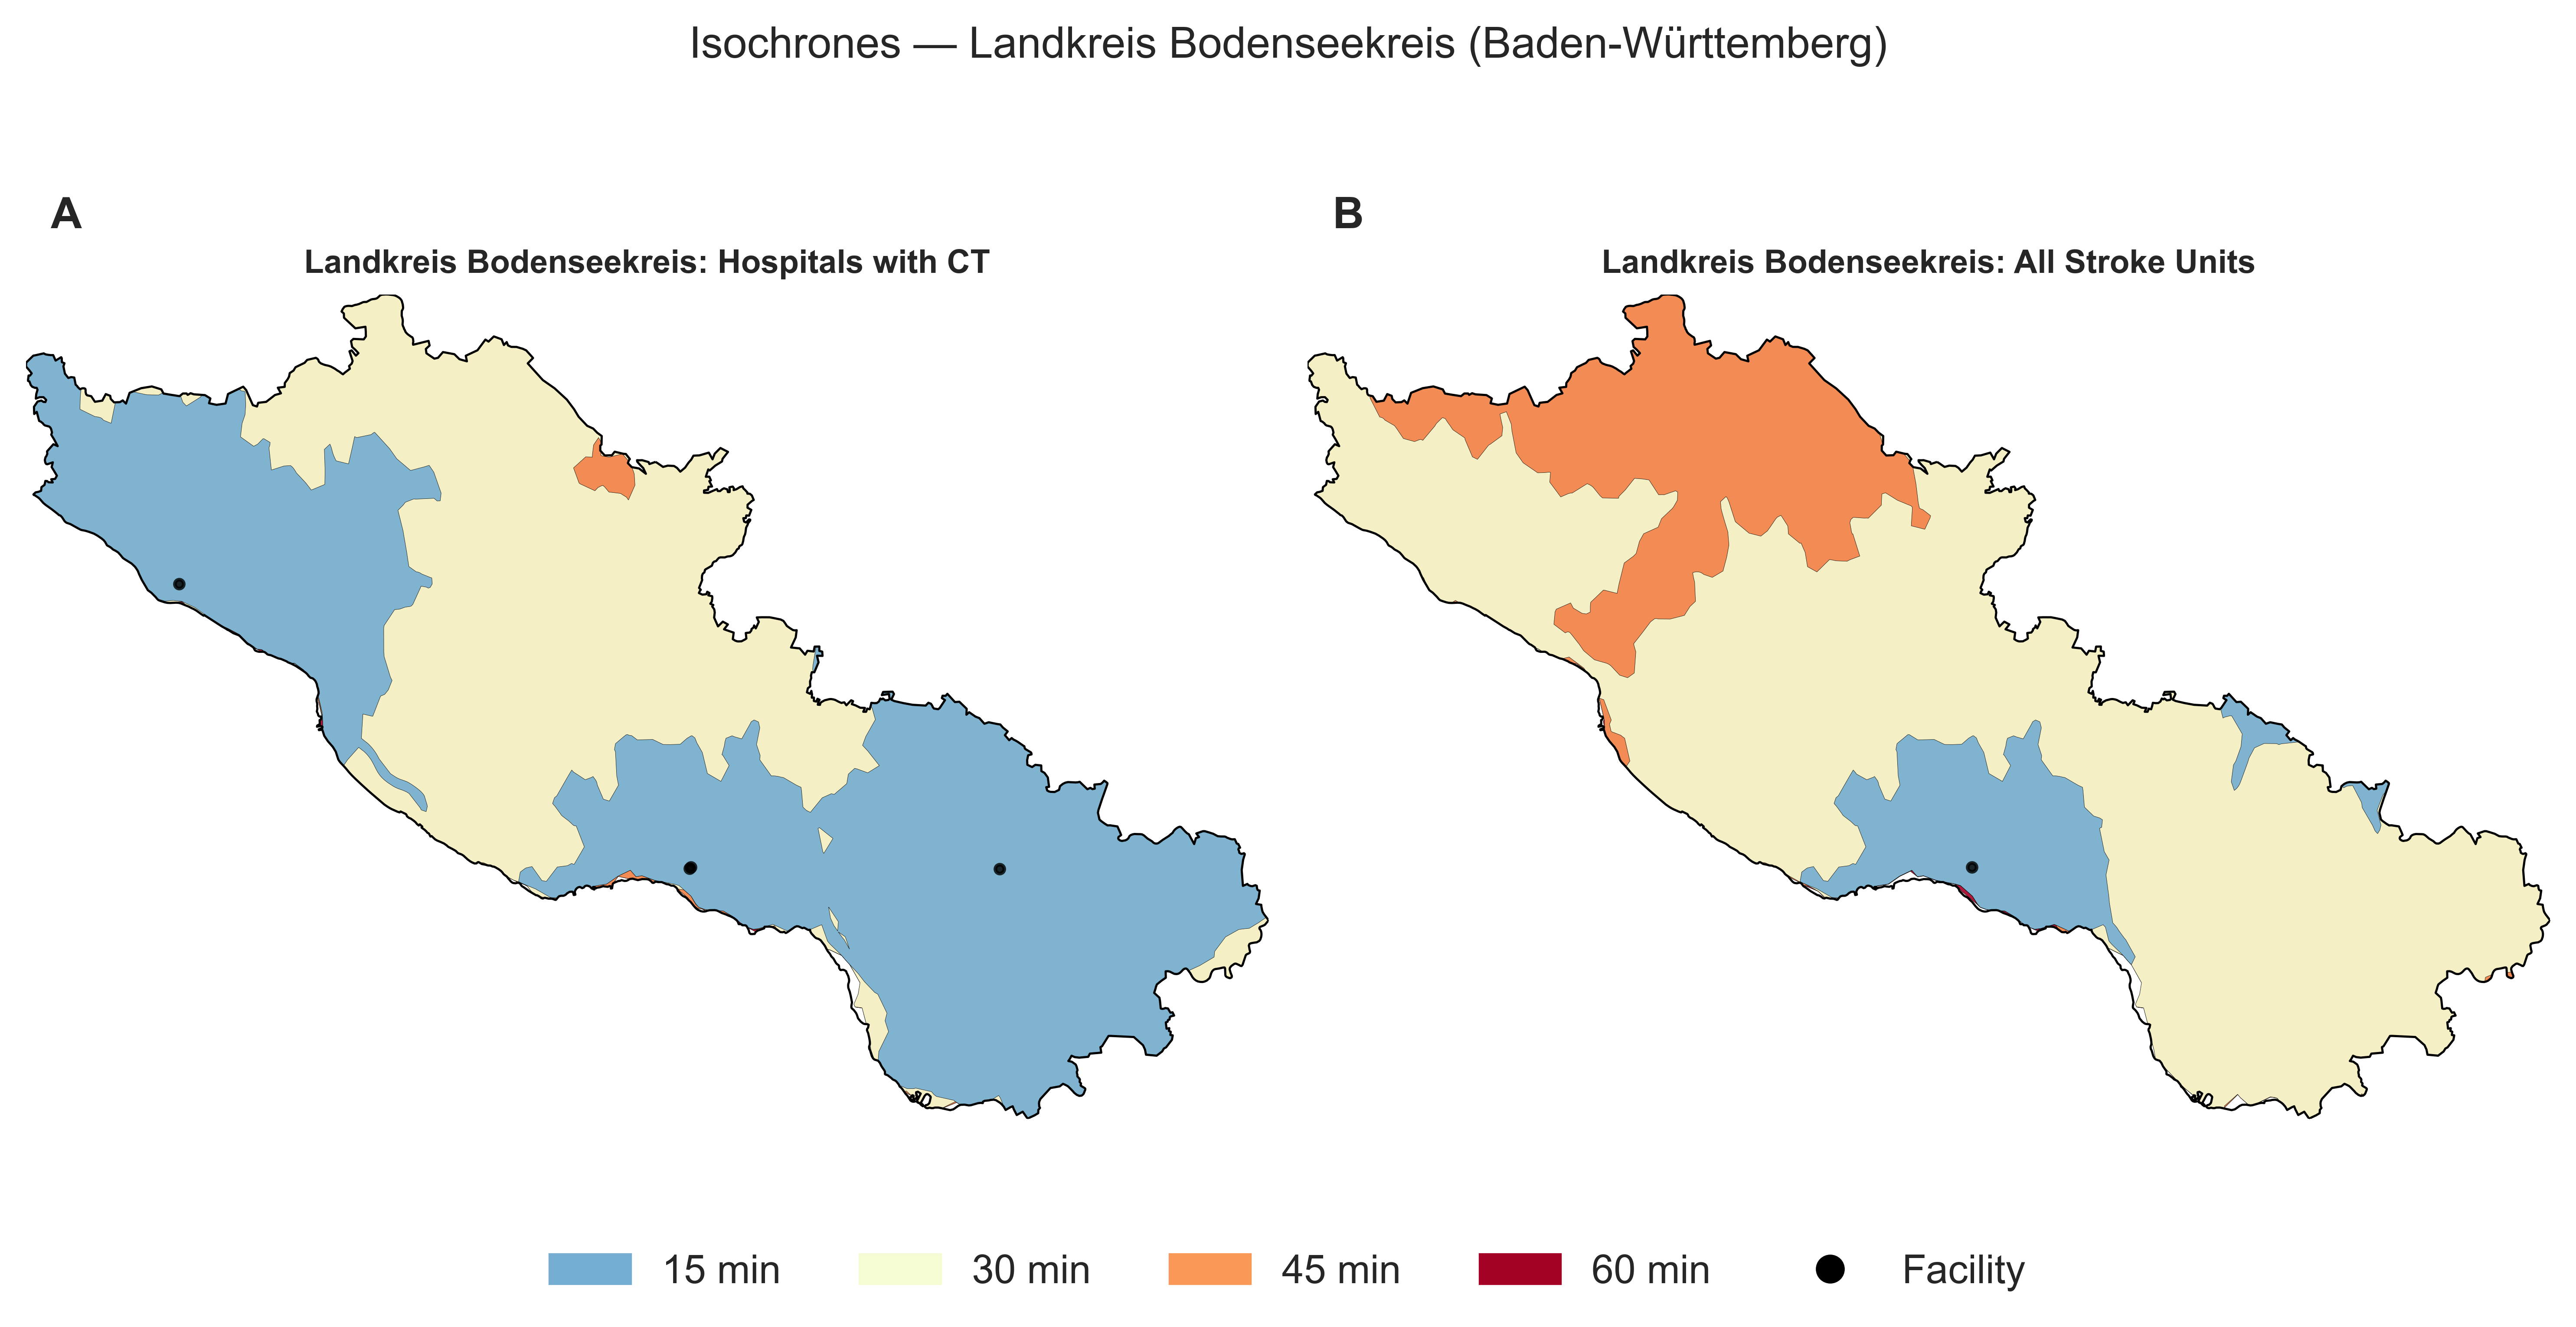 Isochrones — Landkreis Bodenseekreis (Baden-Württemberg)
A
Landkreis Bodenseekreis: Hospitals with CT
B
Landkreis Bodenseekreis: All Stroke Units
15 min
30 min
45 min
60 min
Facility